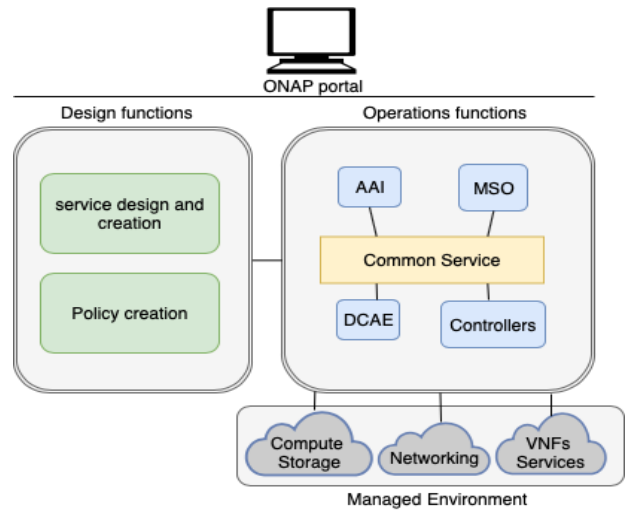 ONAP portal
Design functions
Operations functions
service design and
creation
Policy creation
AAI
MSO
Common Service
DCAE
Controllers
Compute
Storage
Networking
VNFs
Services
Managed Environment